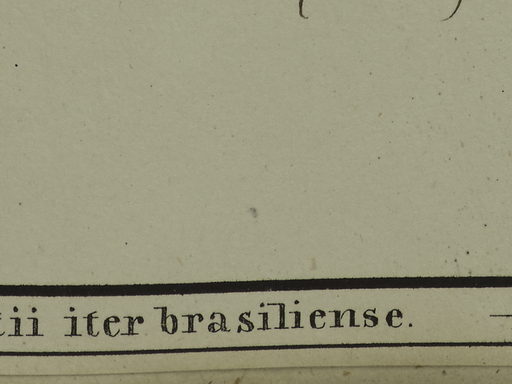 tii iter brasiliense.